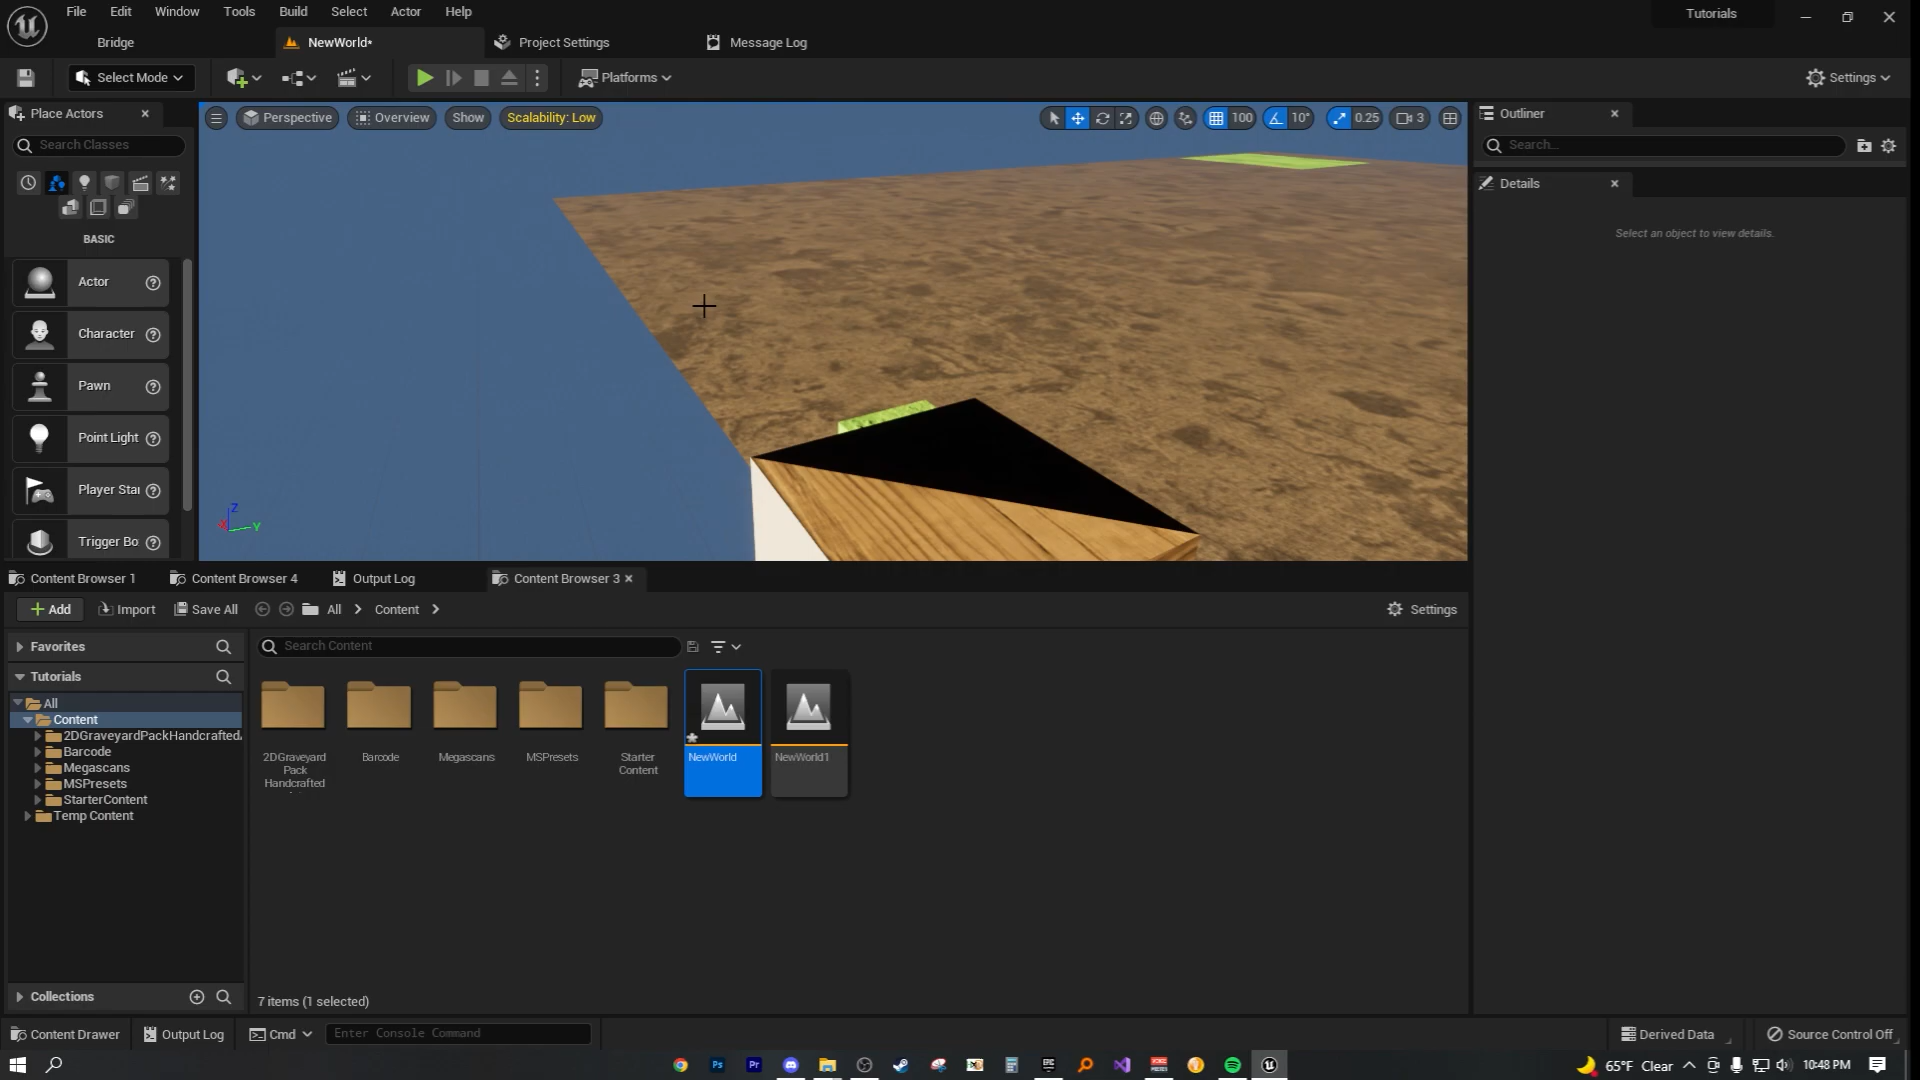 File Edit Window Tools Build Select Actor Help
Tutorials
Bridge
NewWorld*
Project Settings
Message Log
Select Mode
Platforms
Settings
Place Actors
Search Classes
BASIC
Actor
Character
Pawn
Point Light
Player Star
Trigger Bo
Perspective
Overview
Show
Scalability: Low
100
10°
0.25
3
X
Y
Z
Outliner
Search...
Details
Select an object to view details.
Content Browser 1
Content Browser 4
Output Log
Content Browser 3
Add
Import
Save All
All
Content
Settings
Favorites
Tutorials
All
Content
2DGraveyardPackHandcraftedA
Barcode
Megascans
MSPresets
StarterContent
Temp Content
Collections
Search Content
2DGraveyard
Pack
Handcrafted
Barcode
Megascans
MSPresets
Starter
Content
NewWorld
NewWorld1
7 items (1 selected)
Content Drawer
Output Log
Cmd
Enter Console Command
Derived Data
Source Control Off
Ps
Pr
65°F Clear
10:48 PM